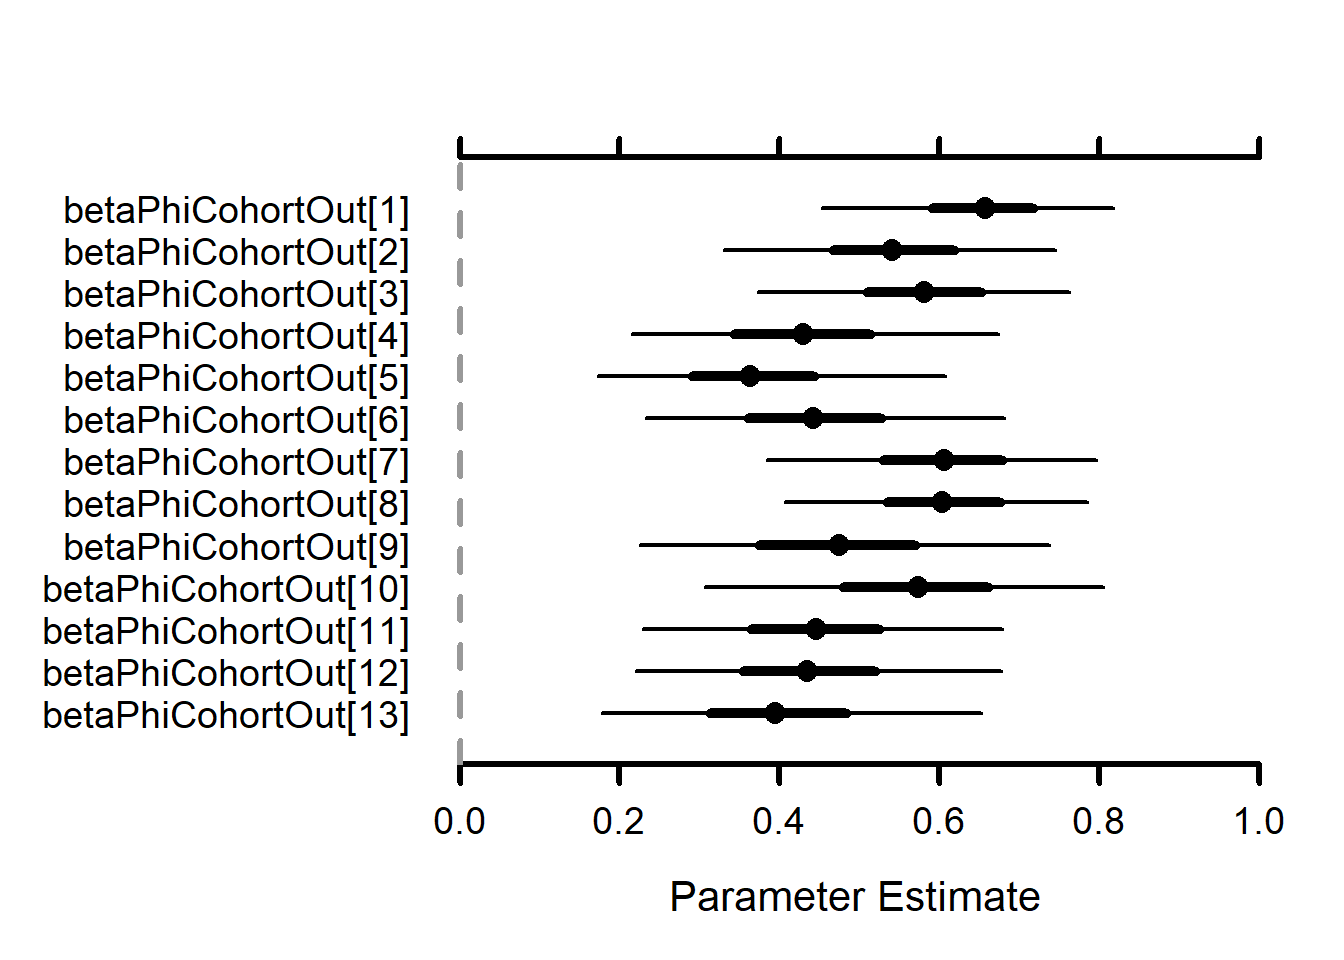 betaPhiCohortOut[1]
betaPhiCohortOut[2]
betaPhiCohortOut[3]
betaPhiCohortOut[4]
betaPhiCohortOut[5]
betaPhiCohortOut[6]
betaPhiCohortOut[7]
betaPhiCohortOut[8]
betaPhiCohortOut[9]
betaPhiCohortOut[10]
betaPhiCohortOut[11]
betaPhiCohortOut[12]
betaPhiCohortOut[13]
0.0 0.2 0.4 0.6 0.8 1.0
Parameter Estimate